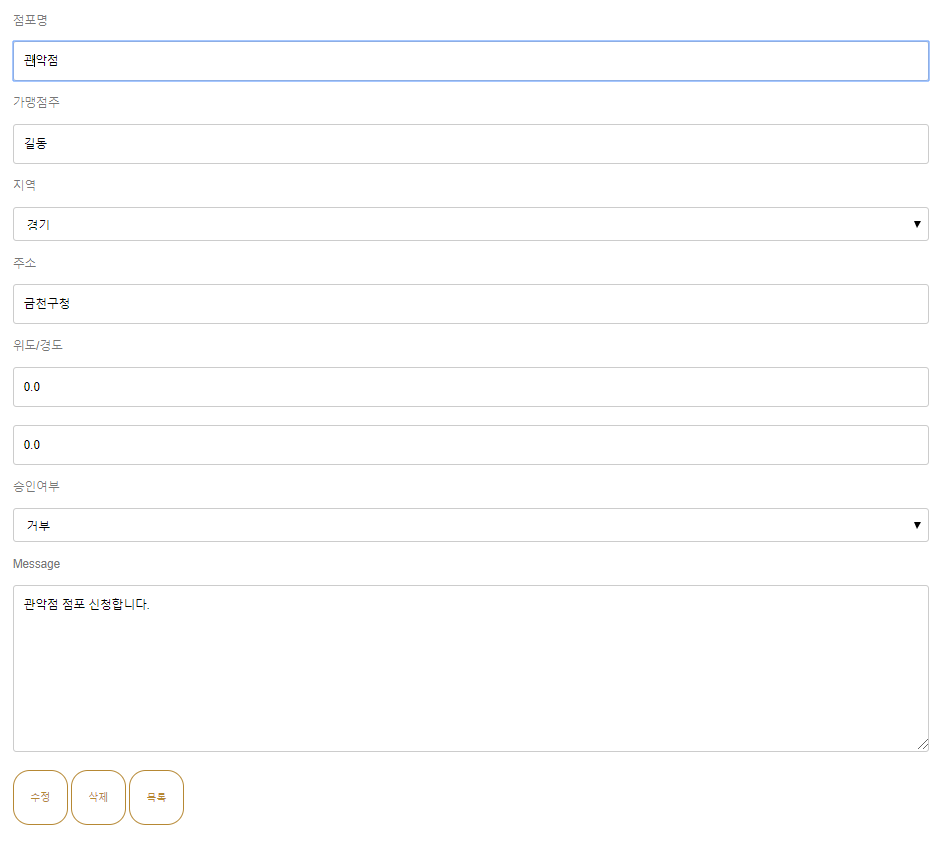 점포명
관악점
가맹점주
길동
지역
경기
주소
금천구청
위도/경도
0.0
0.0
승인여부
거부
Message
관악점 점포 신청합니다.
수정 삭제 목록